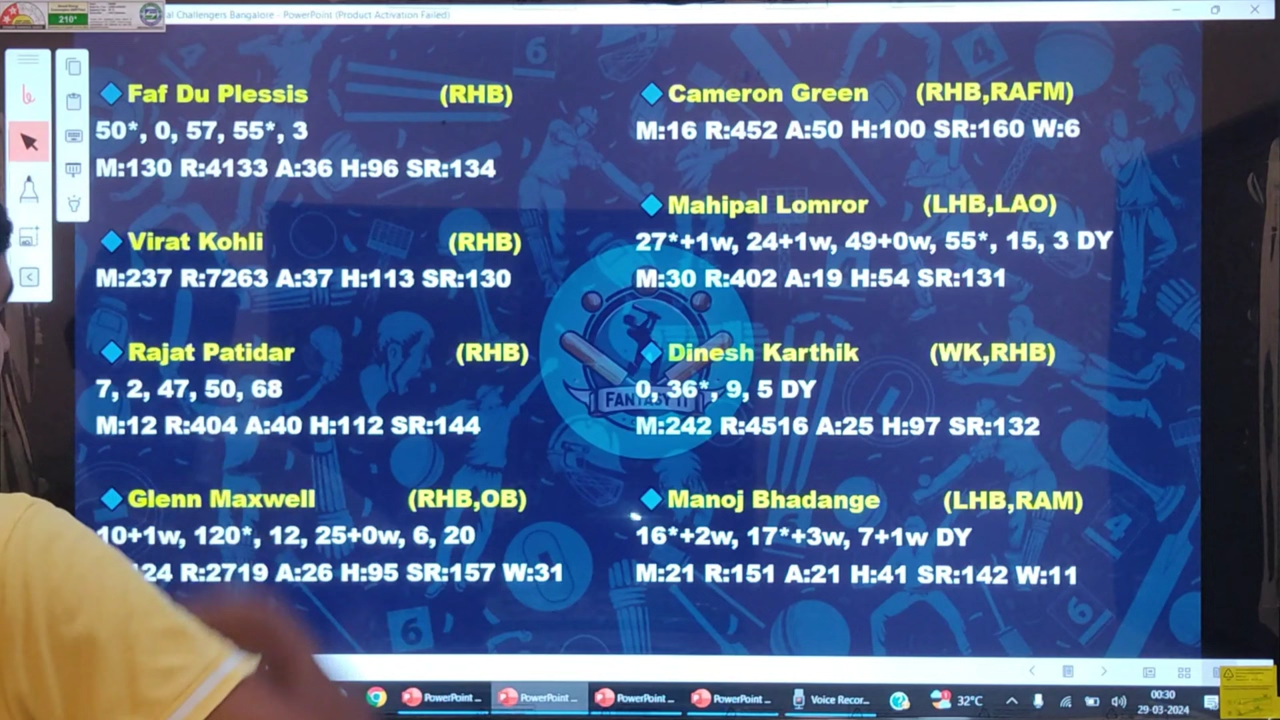 al Challengers Bangalore - PowerPoint (Product Activation Failed)
210*
Faf Du Plessis (RHB)
50*, 0, 57, 55*, 3
M:130 R:4133 A:36 H:96 SR:134
Virat Kohli (RHB)
M:237 R:7263 A:37 H:113 SR:130
Rajat Patidar (RHB)
7, 2, 47, 50, 68
M:12 R:404 A:40 H:112 SR:144
Glenn Maxwell (RHB,OB)
10+1w, 120*, 12, 25+0w, 6, 20
24 R:2719 A:26 H:95 SR:157 W:31
Cameron Green (RHB,RAFM)
M:16 R:452 A:50 H:100 SR:160 W:6
Mahipal Lomror (LHB,LAO)
27*+1w, 24+1w, 49+0w, 55*, 15, 3 DY
M:30 R:402 A:19 H:54 SR:131
Dinesh Karthik (WK,RHB)
0, 36*, 9, 5 DY
M:242 R:4516 A:25 H:97 SR:132
Manoj Bhadange (LHB,RAM)
16*+2w, 17*+3w, 7+1w DY
M:21 R:151 A:21 H:41 SR:142 W:11
FANTASY 11
6
4
4
6
6
PowerPoint ...
PowerPoint ...
PowerPoint ...
PowerPoint ...
Voice Recor...
32°C
00:30
29-03-2024